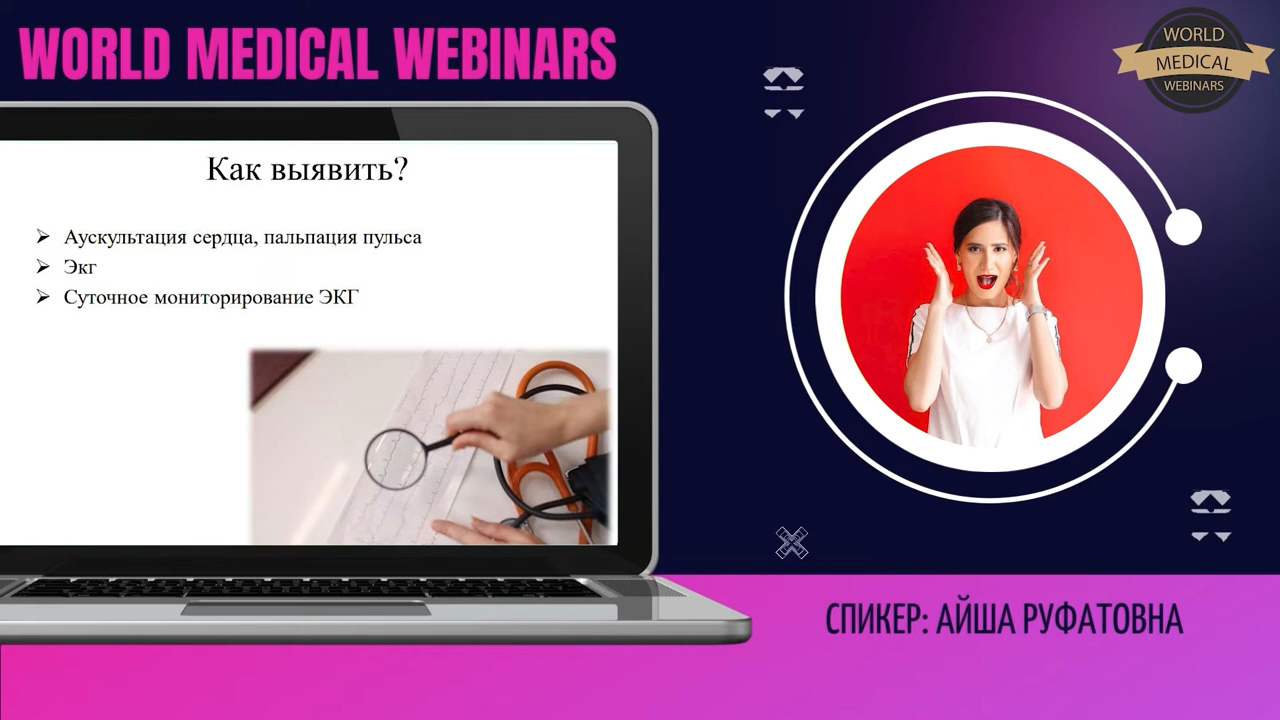 WORLD MEDICAL WEBINARS
WORLD
MEDICAL
WEBINARS
Как выявить?
Аускультация сердца, пальпация пульса
Экг
Суточное мониторирование ЭКГ
СПИКЕР: АЙША РУФАТОВНА